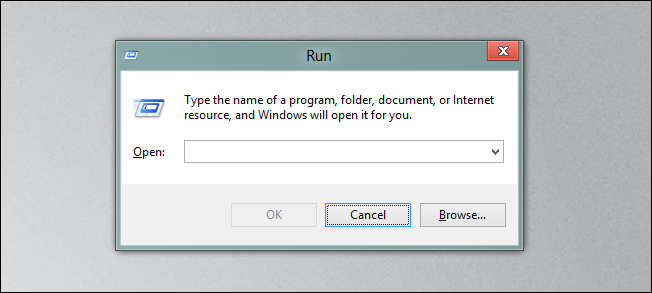 Run
Type the name of a program, folder, document, or Internet
resource, and Windows will open it for you.
Open:
OK Cancel Browse...